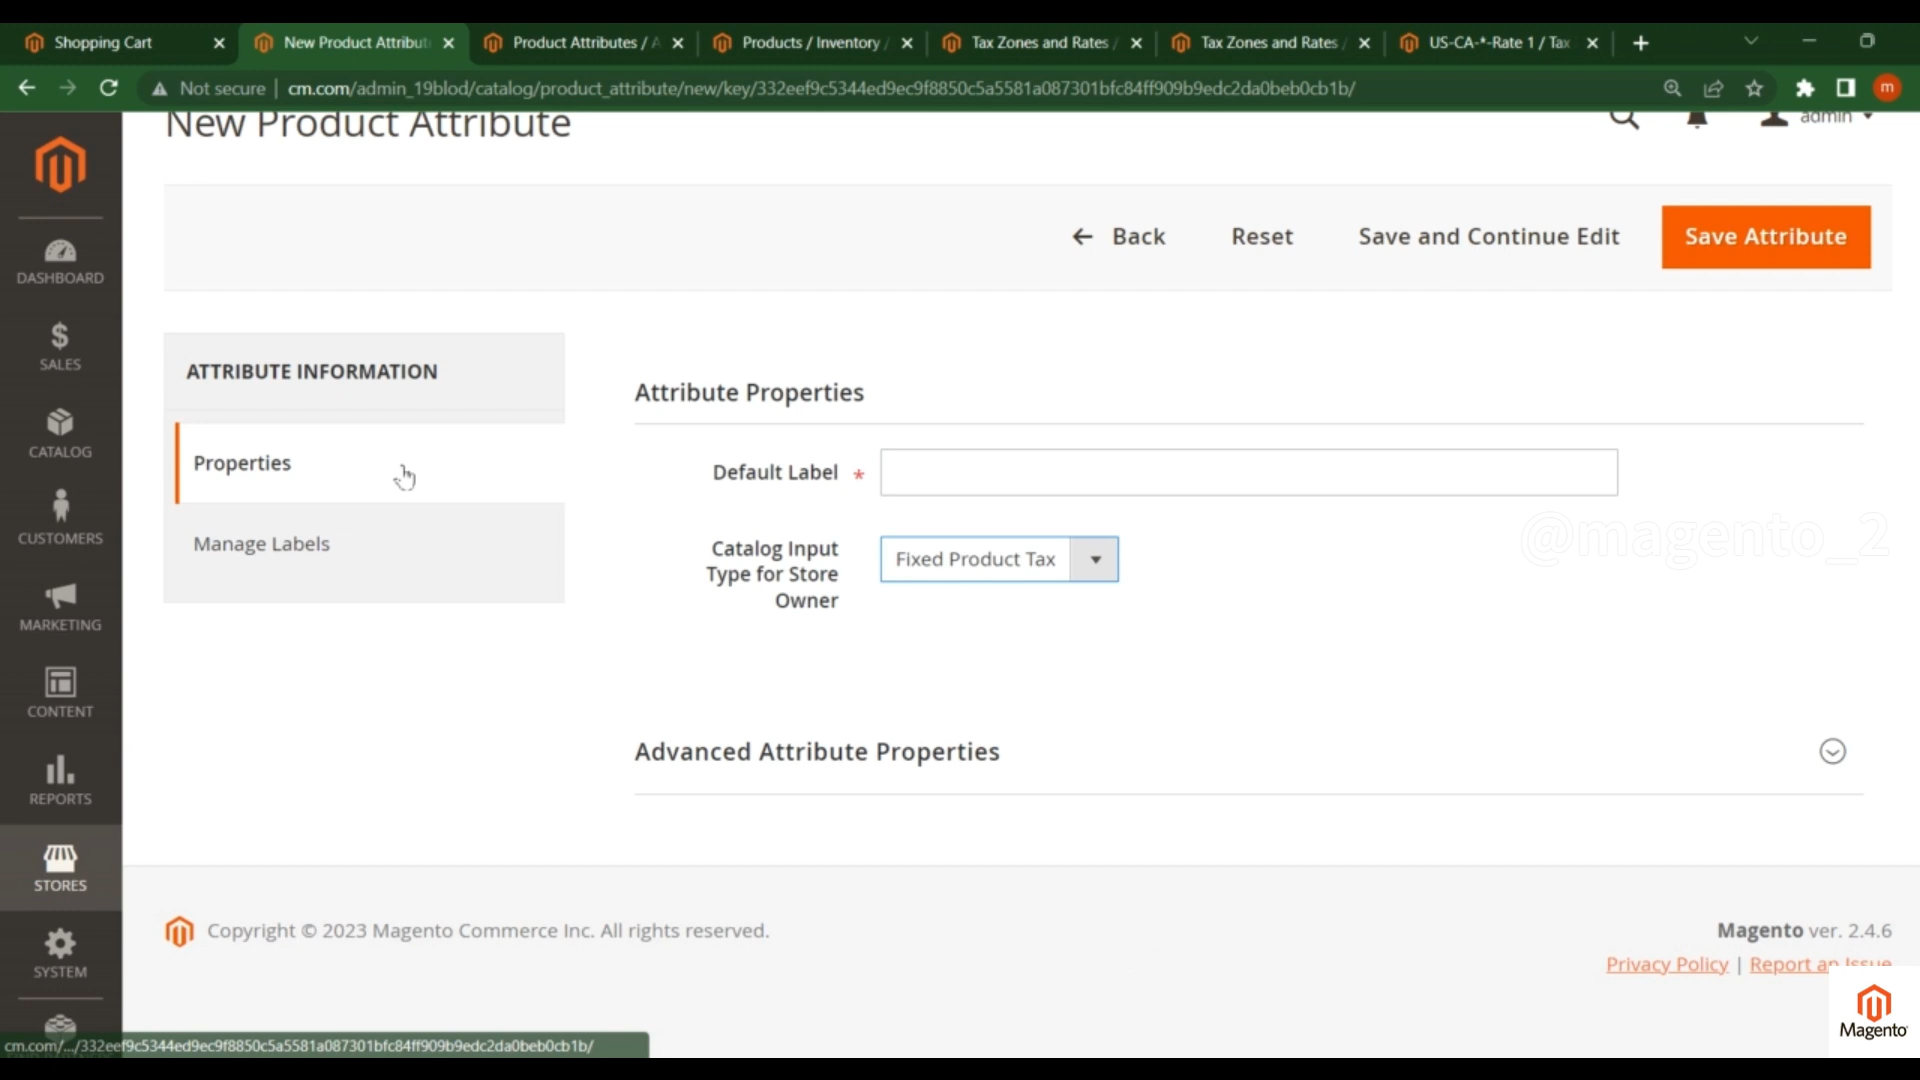 Shopping Cart
New Product Attribut
Product Attributes / A
Products / Inventory /
Tax Zones and Rates /
Tax Zones and Rates /
US-CA-*-Rate 1 / Tax
Not secure
cm.com/admin_19blod/catalog/product_attribute/new/key/332eef9c5344ed9ec9f8850c5a5581a087301bfc84ff909b9edc2da0beb0cb1b/
m
New Product Attribute
admin
DASHBOARD
SALES
CATALOG
CUSTOMERS
MARKETING
CONTENT
REPORTS
STORES
SYSTEM
← Back
Reset
Save and Continue Edit
Save Attribute
ATTRIBUTE INFORMATION
Properties
Manage Labels
Attribute Properties
Default Label *
Catalog Input
Type for Store
Owner
Fixed Product Tax
@magento_2
Advanced Attribute Properties
Copyright © 2023 Magento Commerce Inc. All rights reserved.
Magento ver. 2.4.6
Privacy Policy | Report an Issue
Magento
cm.com/.../332eef9c5344ed9ec9f8850c5a5581a087301bfc84ff909b9edc2da0beb0cb1b/